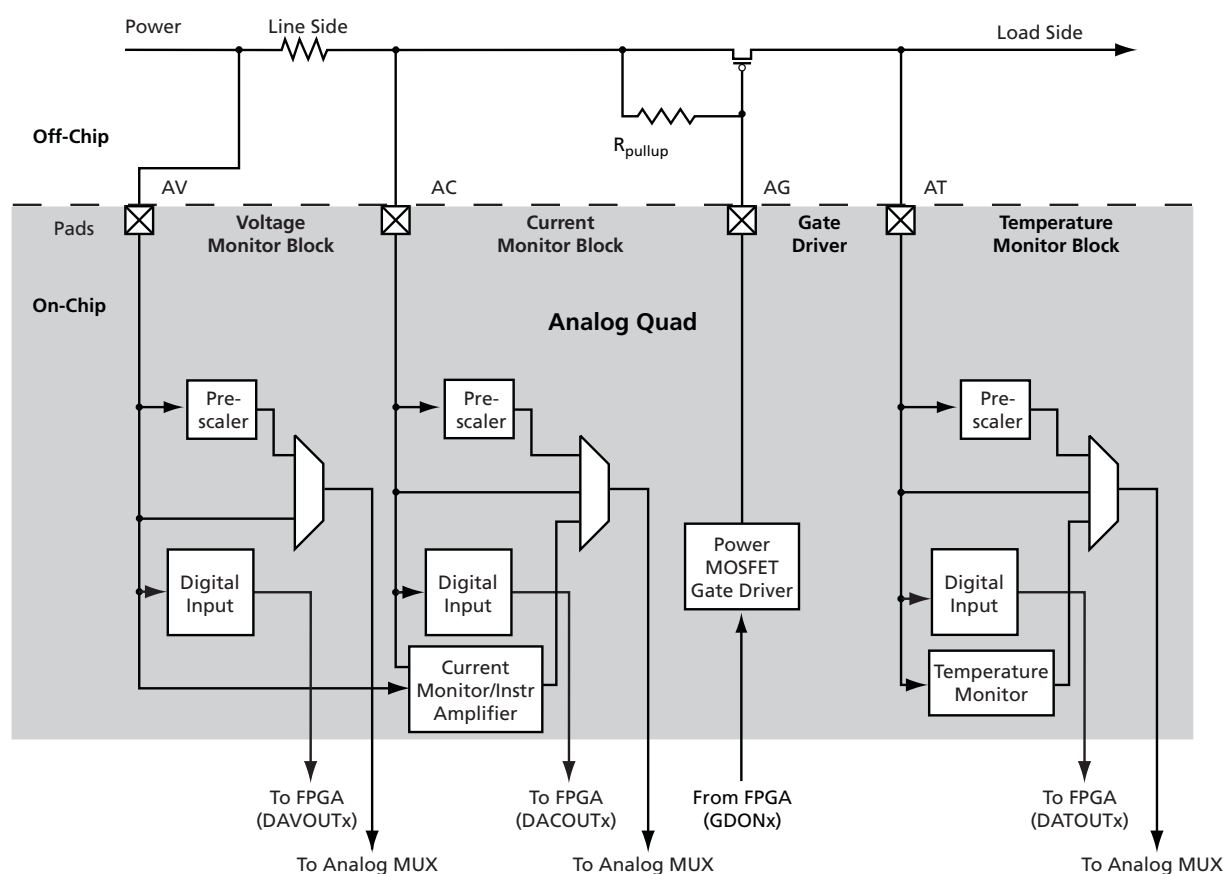 Power
Line Side
Load Side
Off-Chip
Rpullup
AV
AC
AG
AT
Pads
Voltage
Monitor Block
Current
Monitor Block
Gate
Driver
Temperature
Monitor Block
On-Chip
Analog Quad
Pre-
scaler
Pre-
scaler
Pre-
scaler
Power
MOSFET
Gate Driver
Digital
Input
Digital
Input
Digital
Input
Current
Monitor/Instr
Amplifier
Temperature
Monitor
To FPGA
(DAVOUTx)
To FPGA
(DACOUTx)
From FPGA
(GDONx)
To FPGA
(DATOUTx)
To Analog MUX
To Analog MUX
To Analog MUX